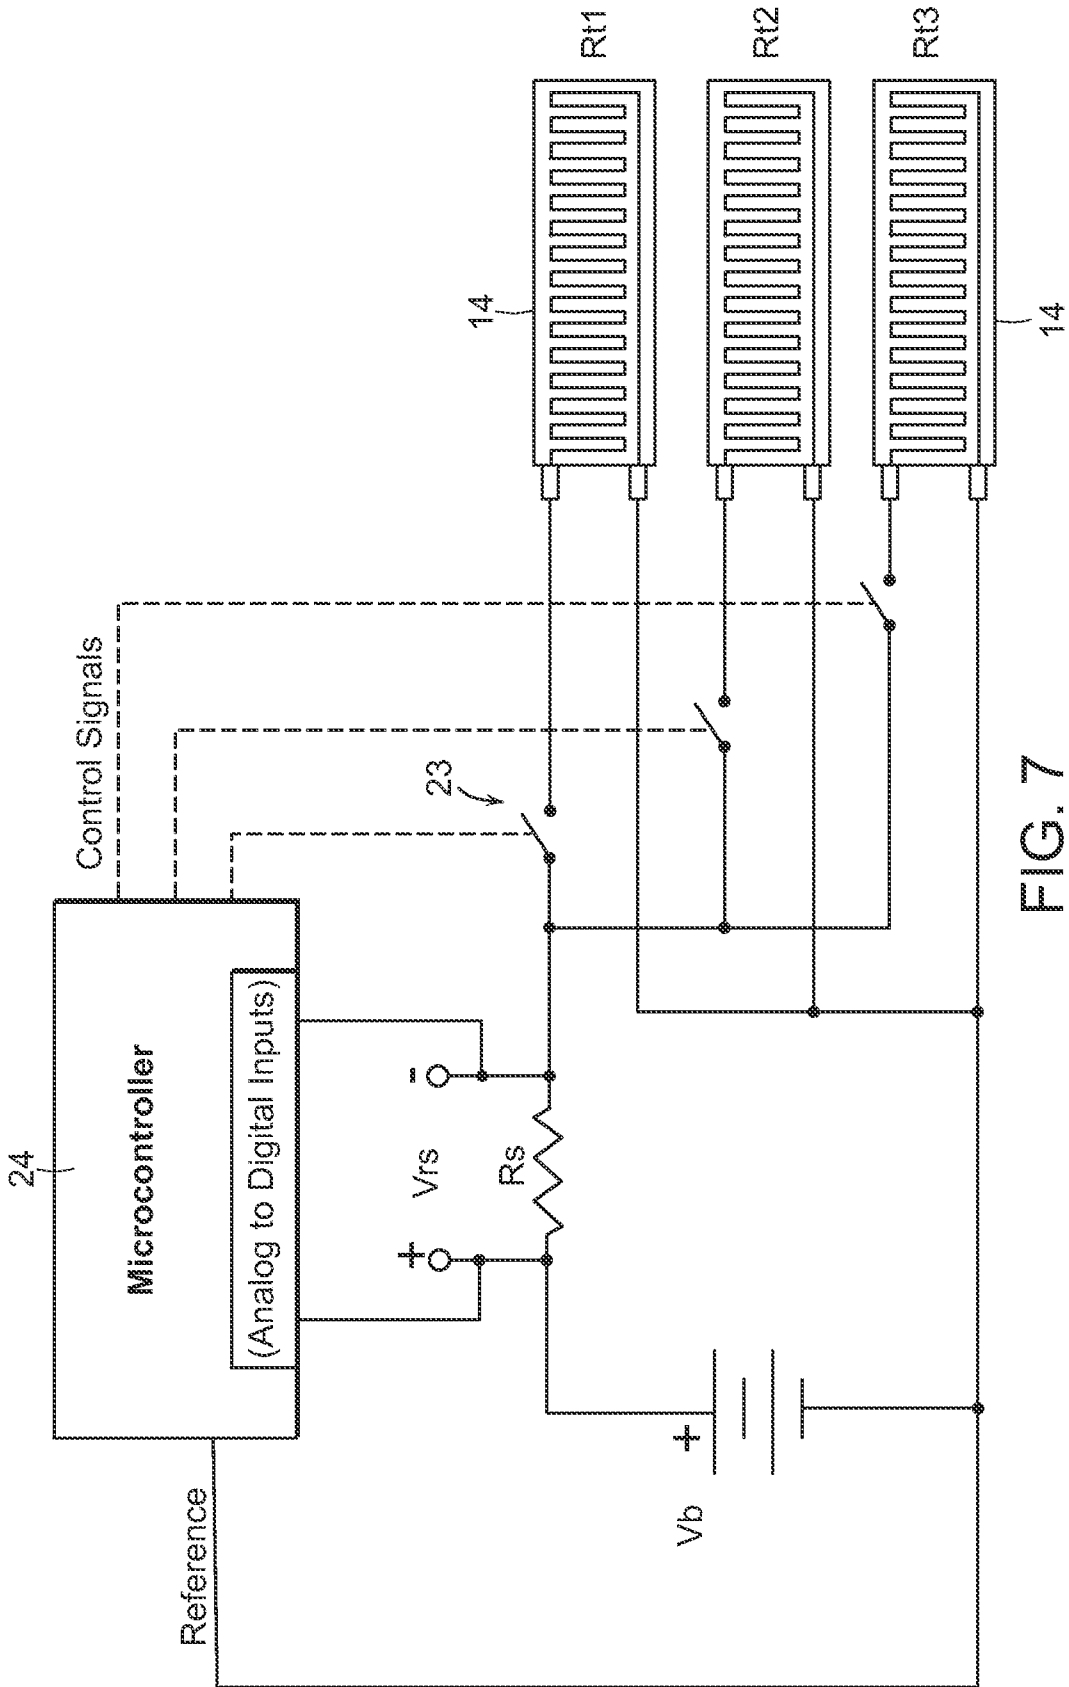 24
Microcontroller
(Analog to Digital Inputs)
Reference
Control Signals
+
Vrs
-
Rs
23
+
Vb
14
Rt1
Rt2
Rt3
14
FIG. 7